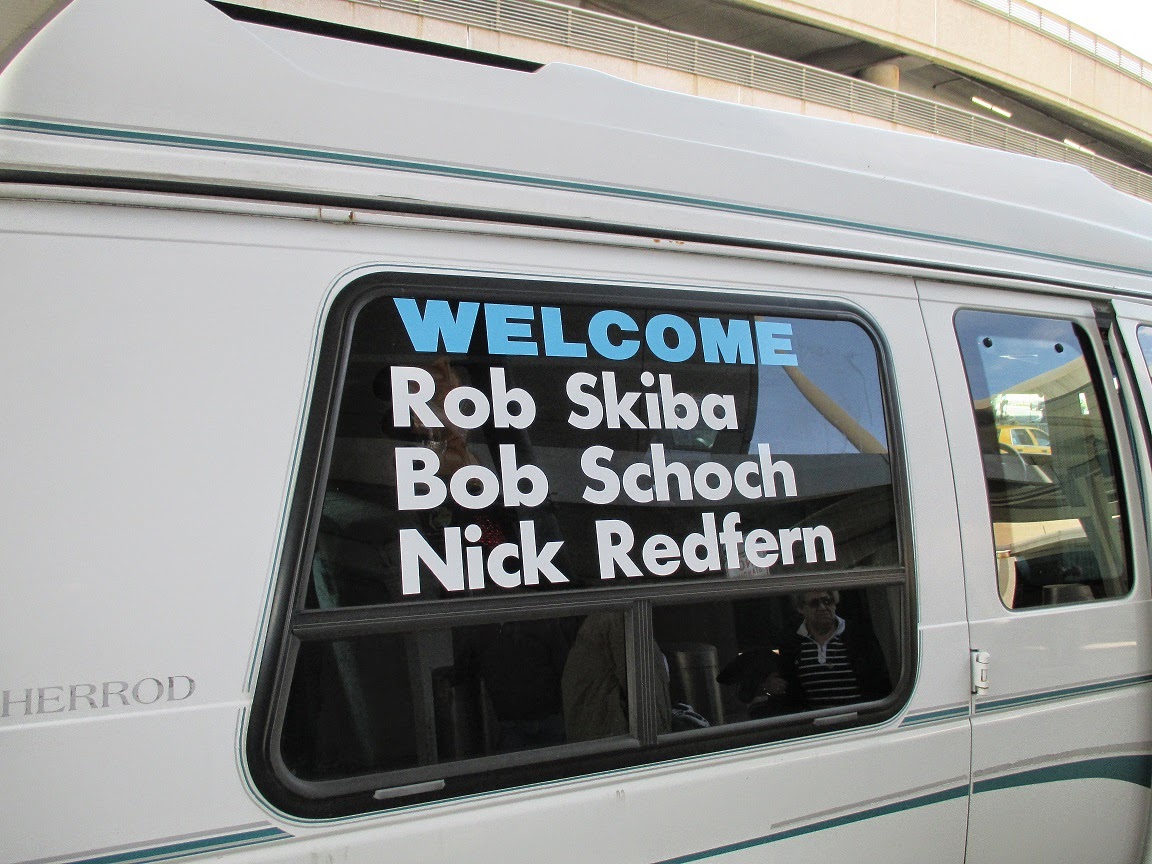 WELCOME
Rob Skiba
Bob Schoch
Nick Redfern
HERROD